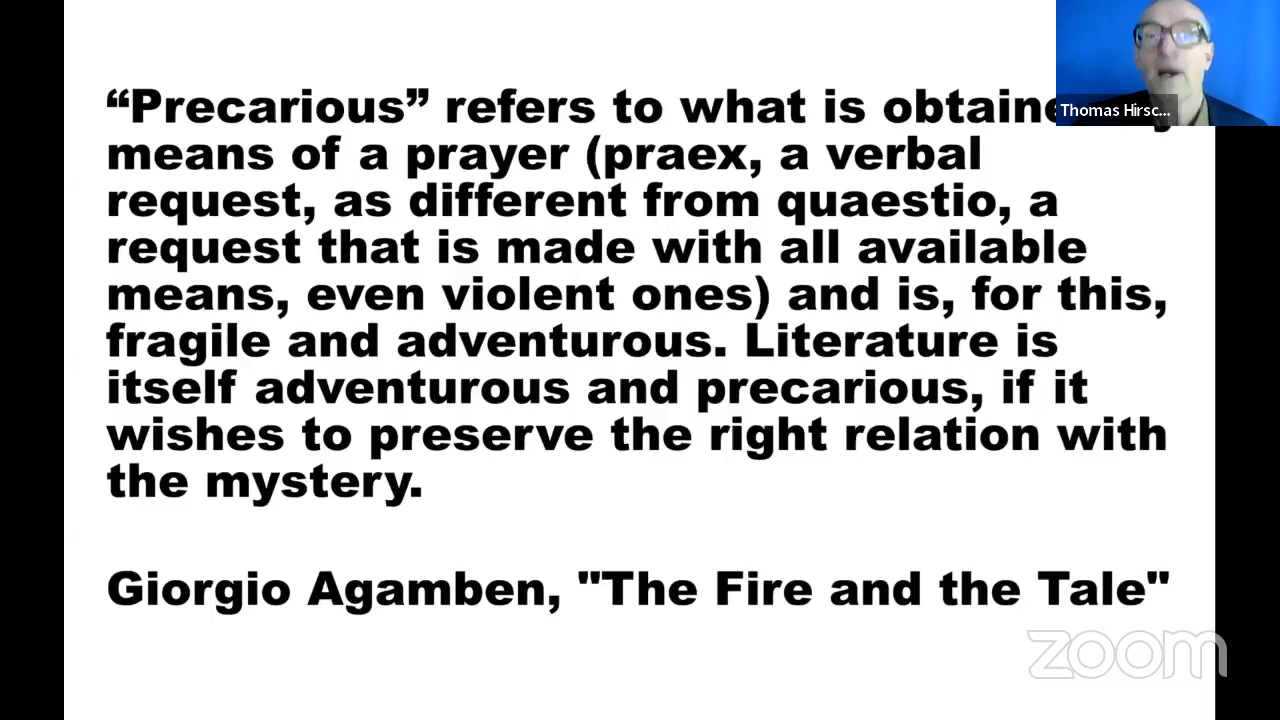 “Precarious” refers to what is
means of a prayer (praex, a verbal
request, as different from quaestio, a
request that is made with all available
means, even violent ones) and is, for this,
fragile and adventurous. Literature is
itself adventurous and precarious, if it
wishes to preserve the right relation with
the mystery.
Giorgio Agamben, "The Fire and the Tale"
Thomas Hirsc...
zoom